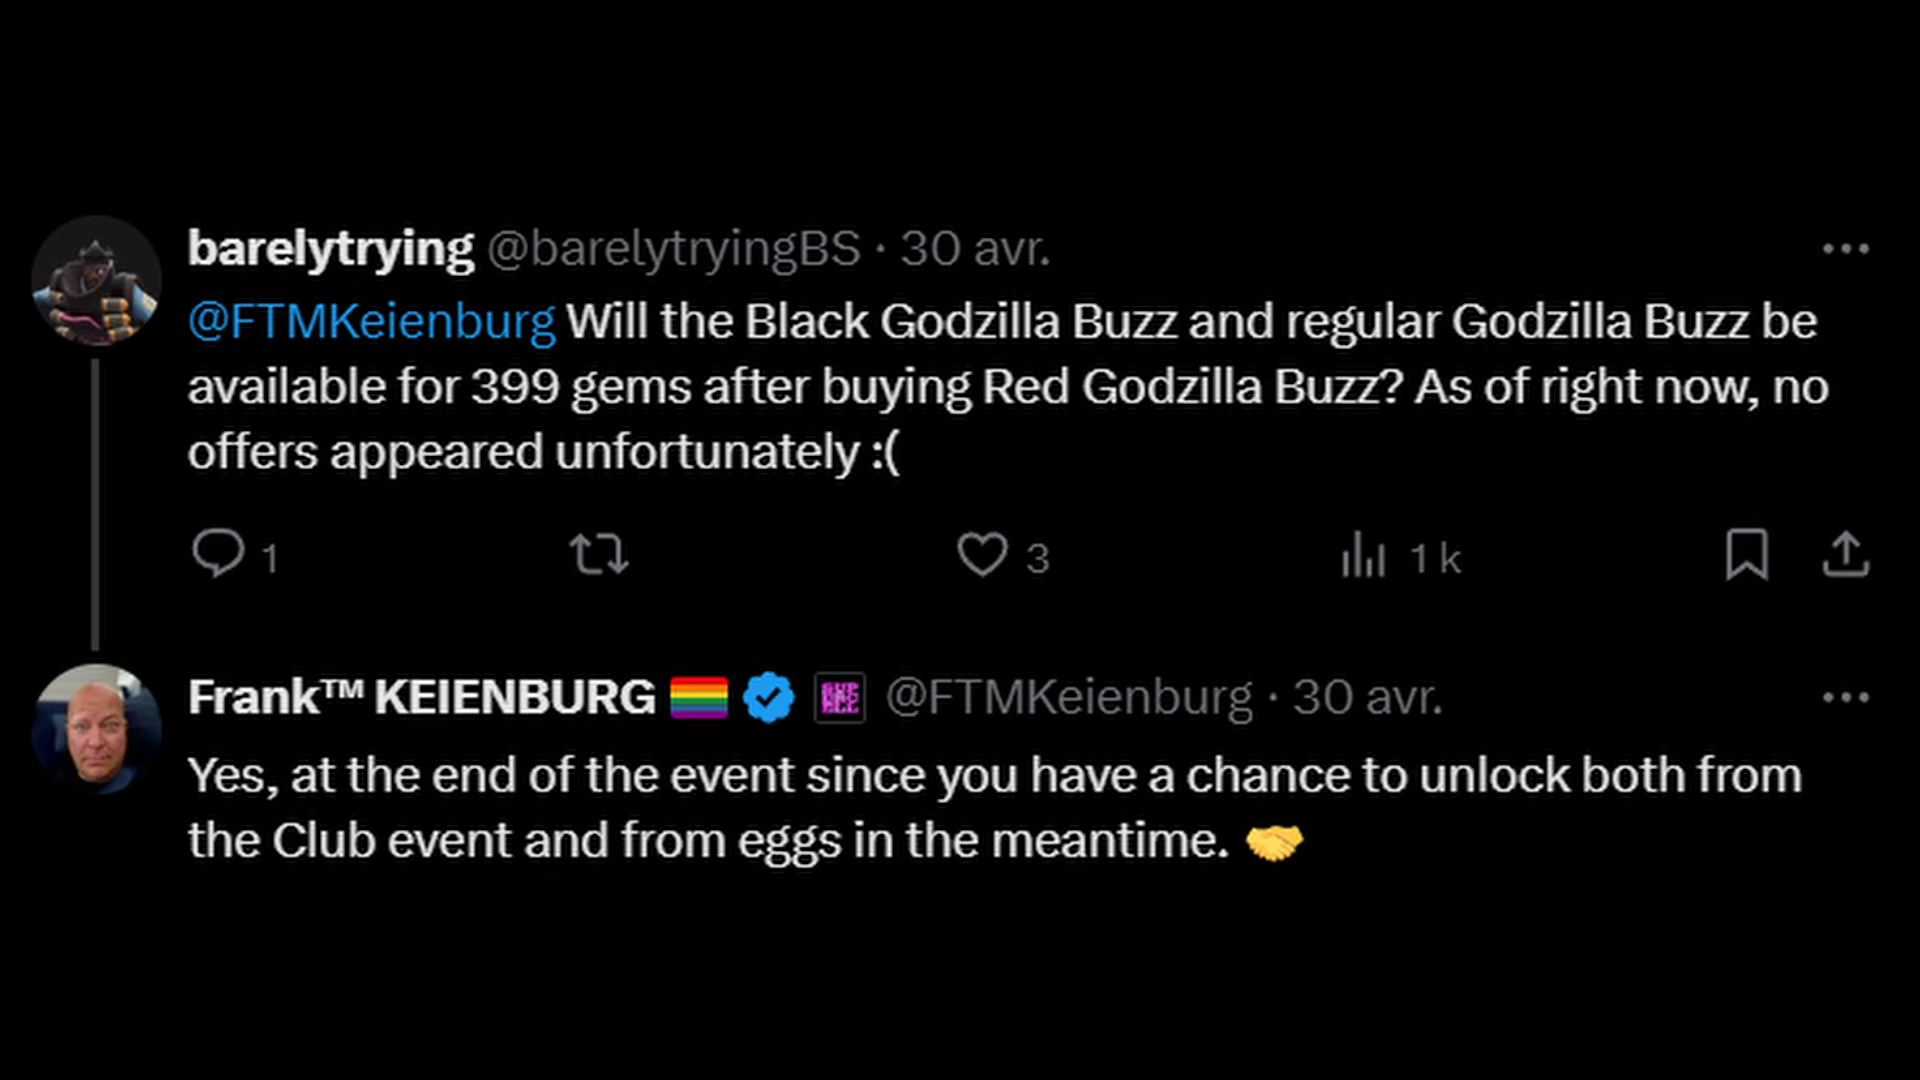 barelytrying @barelytryingBS · 30 avr.
@FTMKeienburg Will the Black Godzilla Buzz and regular Godzilla Buzz be
available for 399 gems after buying Red Godzilla Buzz? As of right now, no
offers appeared unfortunately :(
1 3 1 k
Frank™ KEIENBURG 🏳️‍🌈 @FTMKeienburg · 30 avr.
Yes, at the end of the event since you have a chance to unlock both from
the Club event and from eggs in the meantime. 🤝